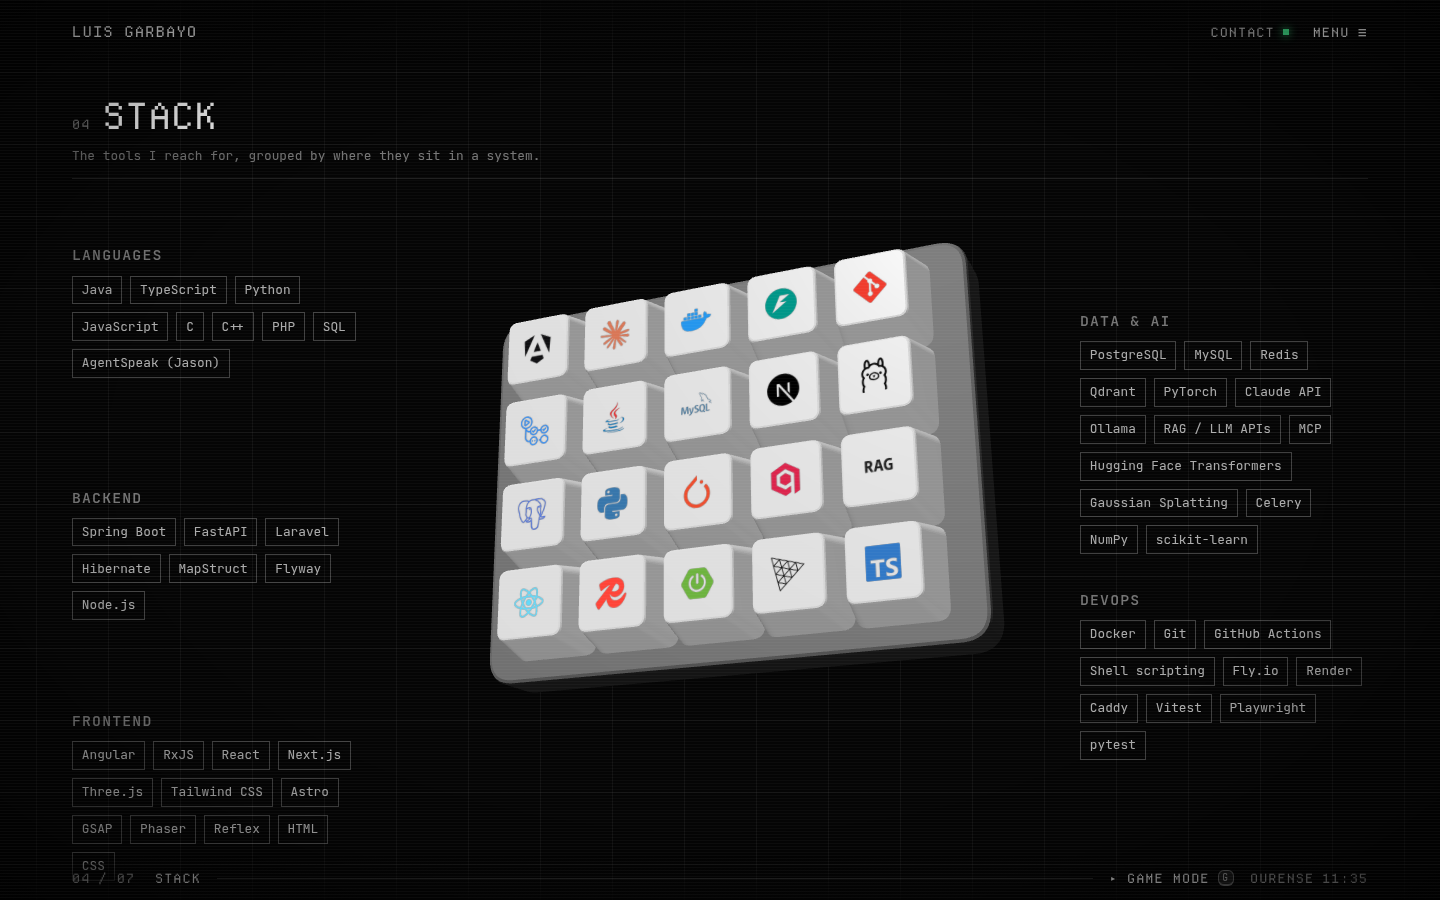 LUIS GARBAYO
CONTACT MENU ≡
04 STACK
The tools I reach for, grouped by where they sit in a system.
LANGUAGES
Java TypeScript Python
JavaScript C C++ PHP SQL
AgentSpeak (Jason)
BACKEND
Spring Boot FastAPI Laravel
Hibernate MapStruct Flyway
Node.js
FRONTEND
Angular RxJS React Next.js
Three.js Tailwind CSS Astro
GSAP Phaser Reflex HTML
CSS
MySQL
RAG
TS
DATA & AI
PostgreSQL MySQL Redis
Qdrant PyTorch Claude API
Ollama RAG / LLM APIs MCP
Hugging Face Transformers
Gaussian Splatting Celery
NumPy scikit-learn
DEVOPS
Docker Git GitHub Actions
Shell scripting Fly.io Render
Caddy Vitest Playwright
pytest
04 / 07 STACK
▸ GAME MODE G OURENSE 11:35